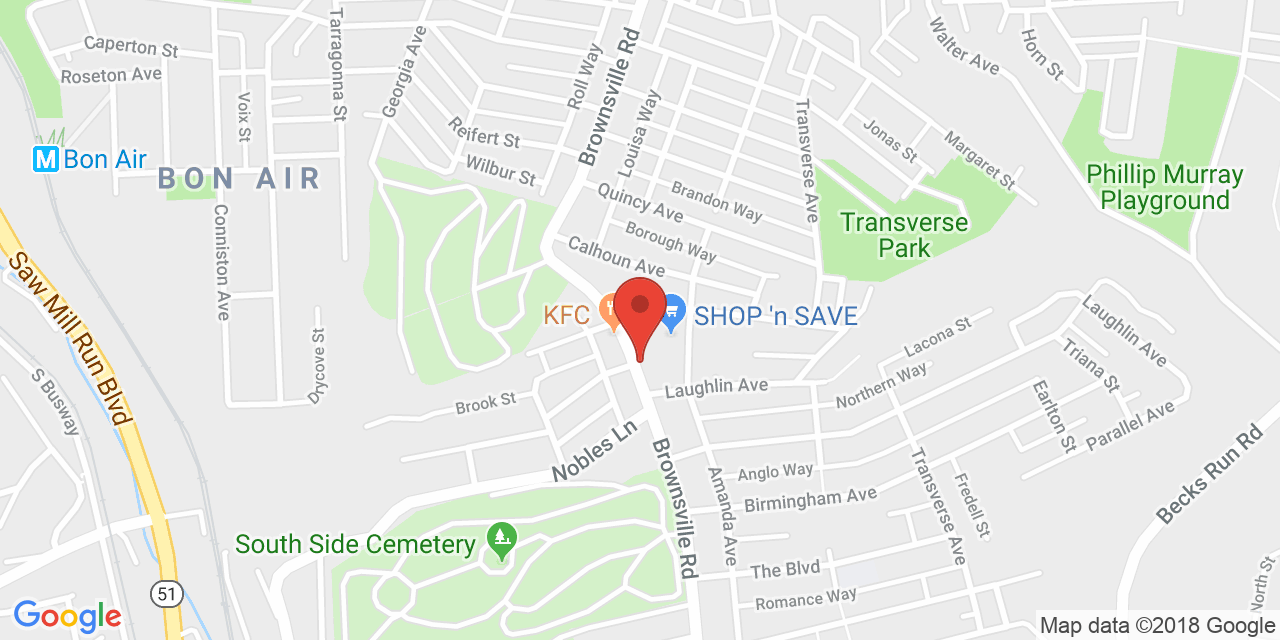 Caperton St
Roseton Ave
Voix St
Tarragonna St
Georgia Ave
Roll Way
Brownsville Rd
Louisa Way
Walter Ave
Horn St
M Bon Air
BON AIR
Reifert St
Wilbur St
Quincy Ave
Brandon Way
Borough Way
Calhoun Ave
Transverse Ave
Jonas St
Margaret St
Transverse
Park
Phillip Murray
Playground
Conniston Ave
Saw Mill Run Blvd
S Busway
Dycove St
KFC
SHOP 'n SAVE
Laughlin Ave
Brook St
Nobles Ln
Northern Way
Lacona St
Laughlin Ave
Triana St
Earlton St
Parallel Ave
Becks Run Rd
Brownsville Rd
Amanda Ave
Anglo Way
Birmingham Ave
Transverse Ave
Fredell St
South Side Cemetery
The Blvd
Romance Way
North St
51
Google
Map data ©2018 Google